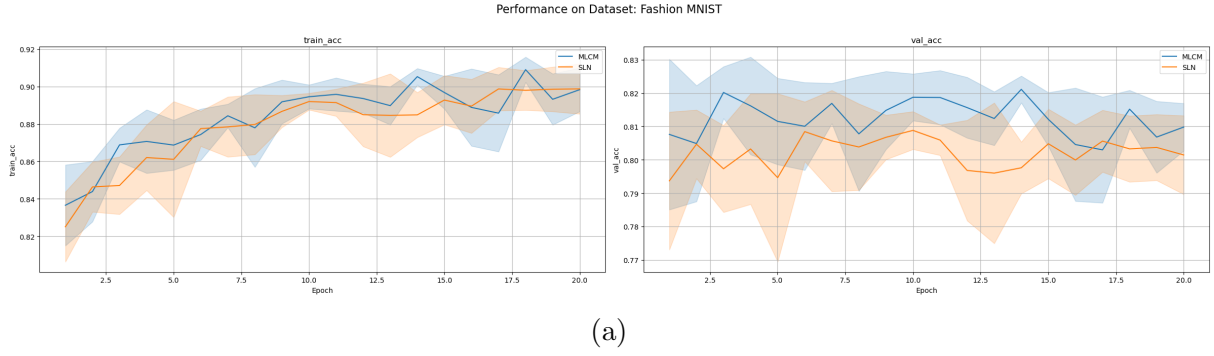 Performance on Dataset: Fashion MNIST
train_acc
MLCM
SLN
train_acc
0.92
0.90
0.88
0.86
0.84
0.82
2.5 5.0 7.5 10.0 12.5 15.0 17.5 20.0
Epoch
val_acc
MLCM
SLN
val_acc
0.83
0.82
0.81
0.80
0.79
0.78
0.77
2.5 5.0 7.5 10.0 12.5 15.0 17.5 20.0
Epoch
(a)